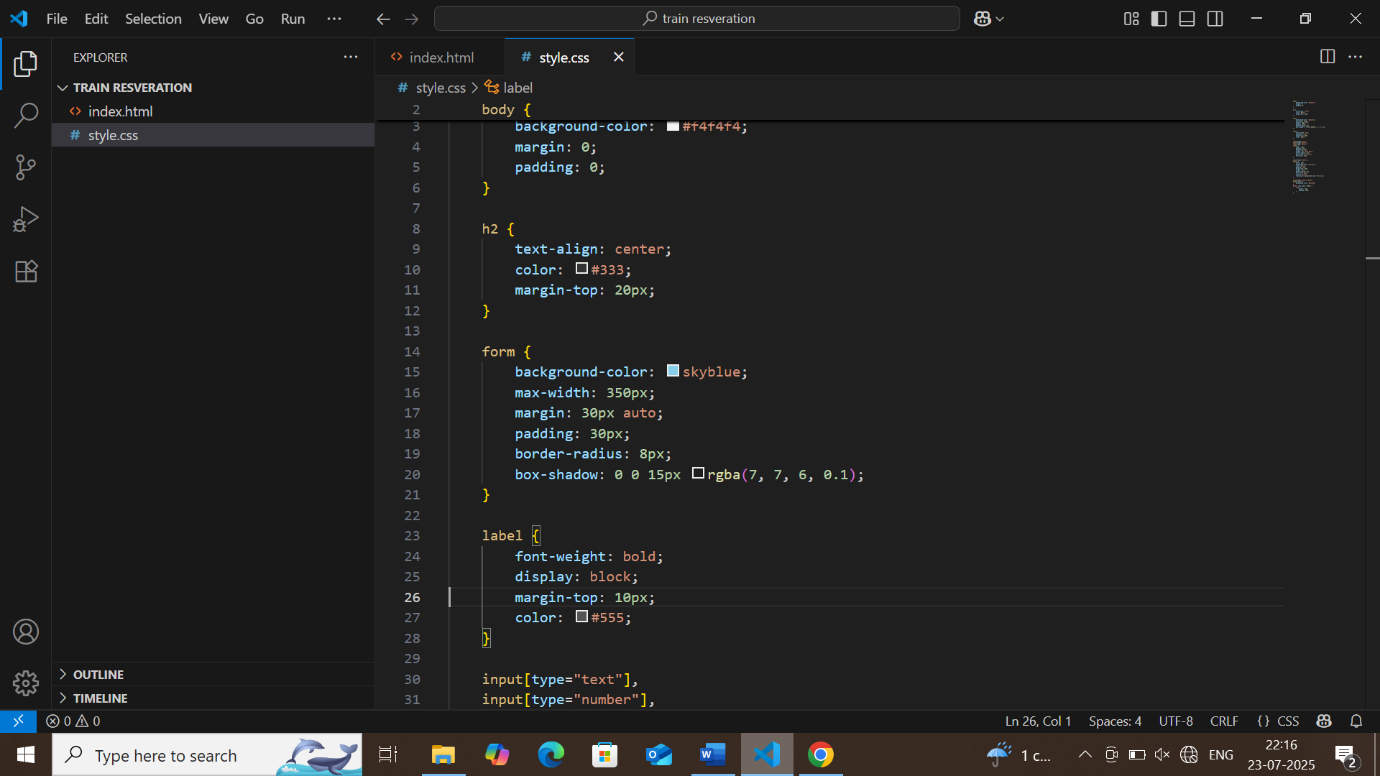 File Edit Selection View Go Run ···
train resveration
EXPLORER
TRAIN RESVERATION
index.html
style.css
index.html
style.css
style.css > label
2 body {
3 background-color: #f4f4f4;
4 margin: 0;
5 padding: 0;
6 }
7
8 h2 {
9 text-align: center;
10 color: #333;
11 margin-top: 20px;
12 }
13
14 form {
15 background-color: skyblue;
16 max-width: 350px;
17 margin: 30px auto;
18 padding: 30px;
19 border-radius: 8px;
20 box-shadow: 0 0 15px rgba(7, 7, 6, 0.1);
21 }
22
23 label {
24 font-weight: bold;
25 display: block;
26 margin-top: 10px;
27 color: #555;
28 }
29
30 input[type="text"],
31 input[type="number"],
OUTLINE
TIMELINE
0 0
Ln 26, Col 1 Spaces: 4 UTF-8 CRLF {} CSS
Type here to search
1 c...
ENG
22:16
23-07-2025
2